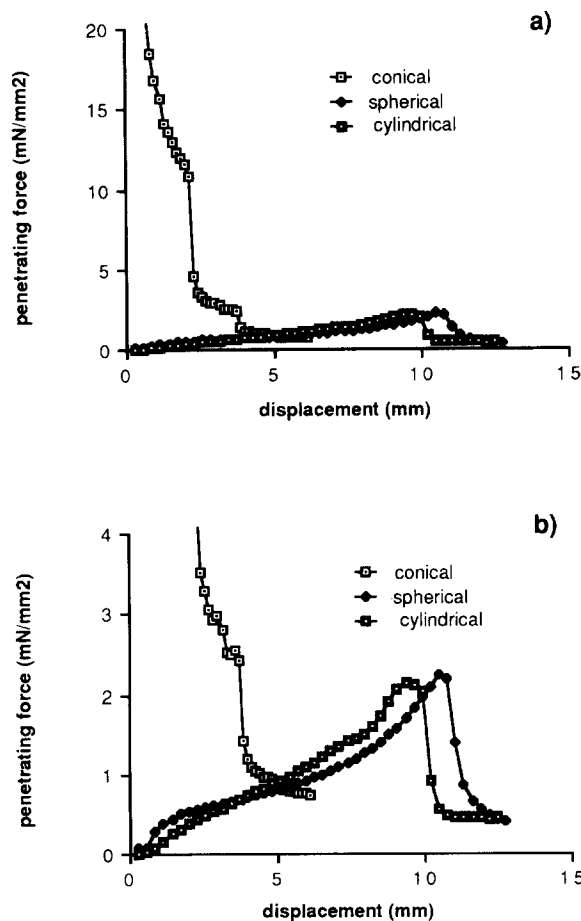 a)
20
15
10
5
0
penetrating force (mN/mm2)
conical
spherical
cylindrical
0 5 10 15
displacement (mm)
b)
4
3
2
1
0
penetrating force (mN/mm2)
conical
spherical
cylindrical
0 5 10 15
displacement (mm)